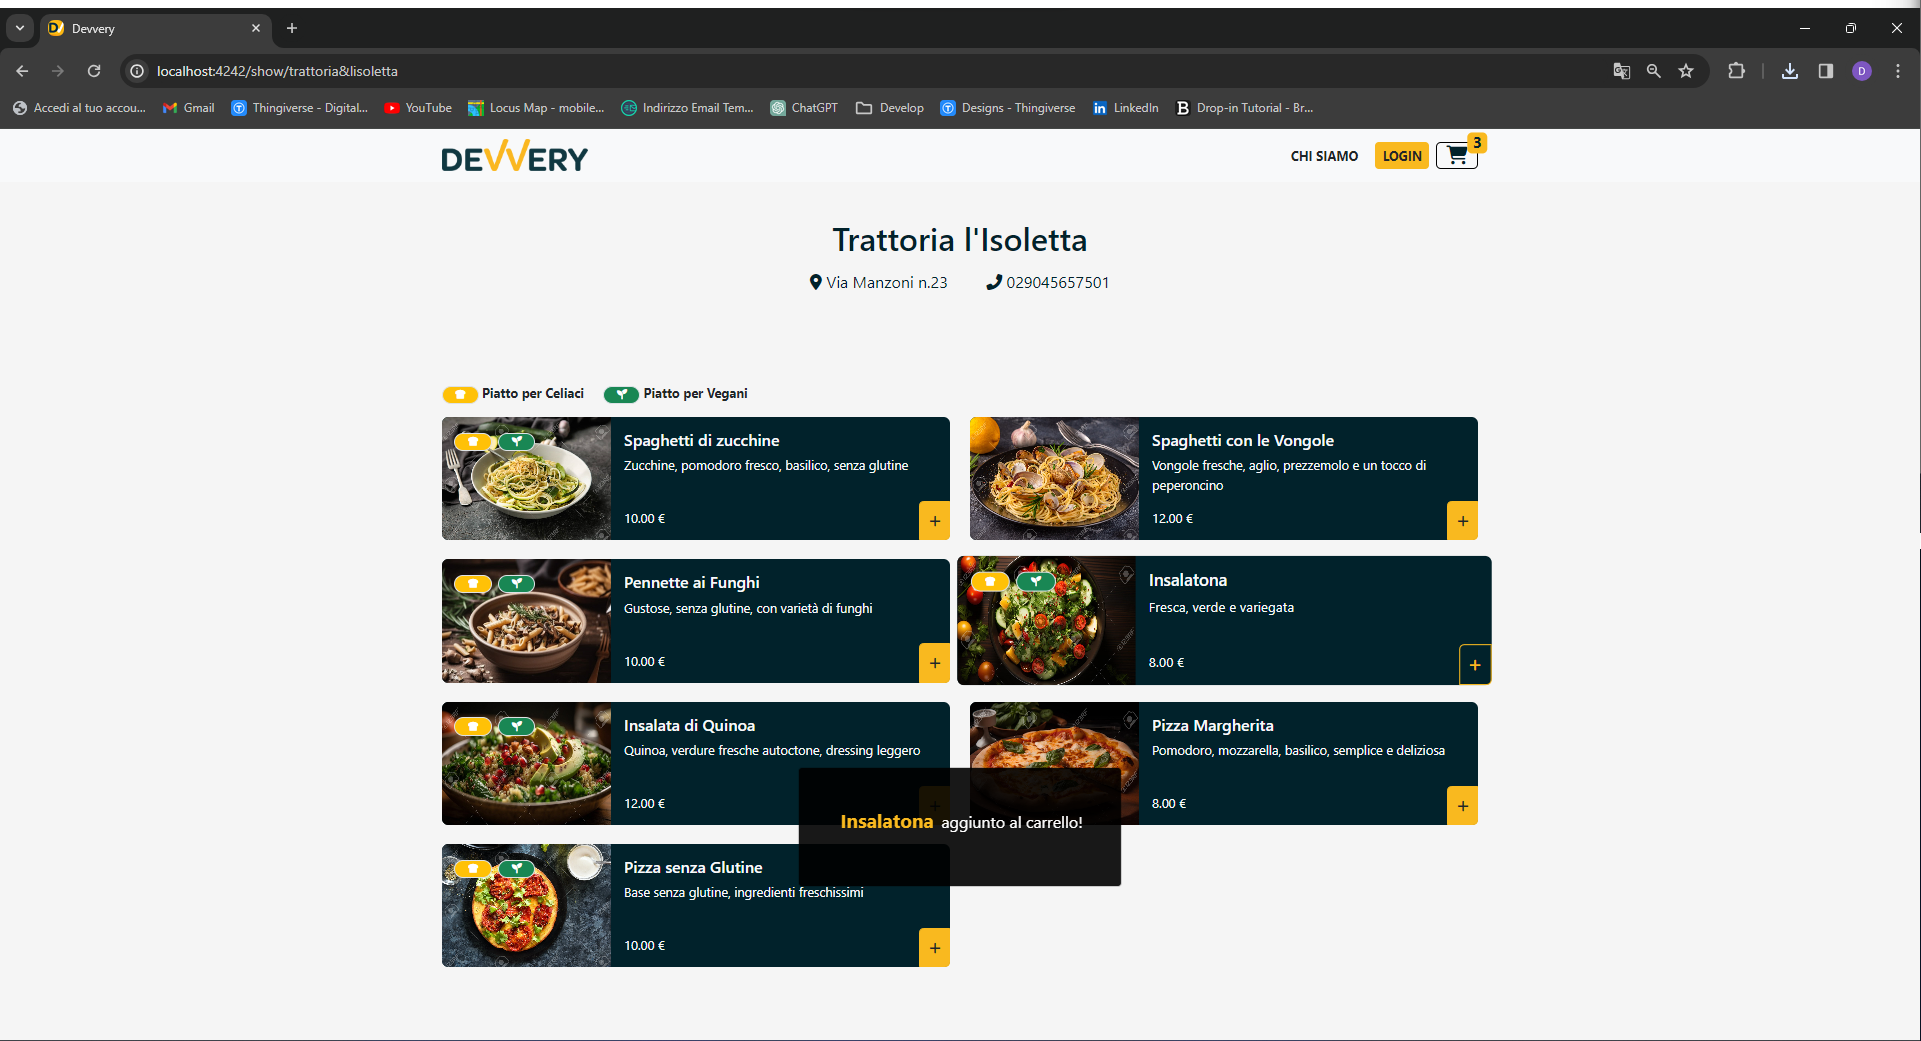 Devvery
localhost:4242/show/trattoria&lisoletta
Accedi al tuo accou...
Gmail
Thingiverse - Digital...
YouTube
Locus Map - mobile...
Indirizzo Email Tem...
ChatGPT
Develop
Designs - Thingiverse
LinkedIn
Drop-in Tutorial - Br...
D
DEVVERY
CHI SIAMO
LOGIN
3
Trattoria l'Isoletta
Via Manzoni n.23
029045657501
Piatto per Celiaci
Piatto per Vegani
Spaghetti di zucchine
Zucchine, pomodoro fresco, basilico, senza glutine
10.00 €
+
Spaghetti con le Vongole
Vongole fresche, aglio, prezzemolo e un tocco di
peperoncino
12.00 €
+
Pennette ai Funghi
Gustose, senza glutine, con varietà di funghi
10.00 €
+
Insalatona
Fresca, verde e variegata
8.00 €
+
Insalata di Quinoa
Quinoa, verdure fresche autoctone, dressing leggero
12.00 €
+
Pizza Margherita
Pomodoro, mozzarella, basilico, semplice e deliziosa
8.00 €
+
Insalatona aggiunto al carrello!
Pizza senza Glutine
Base senza glutine, ingredienti freschissimi
10.00 €
+